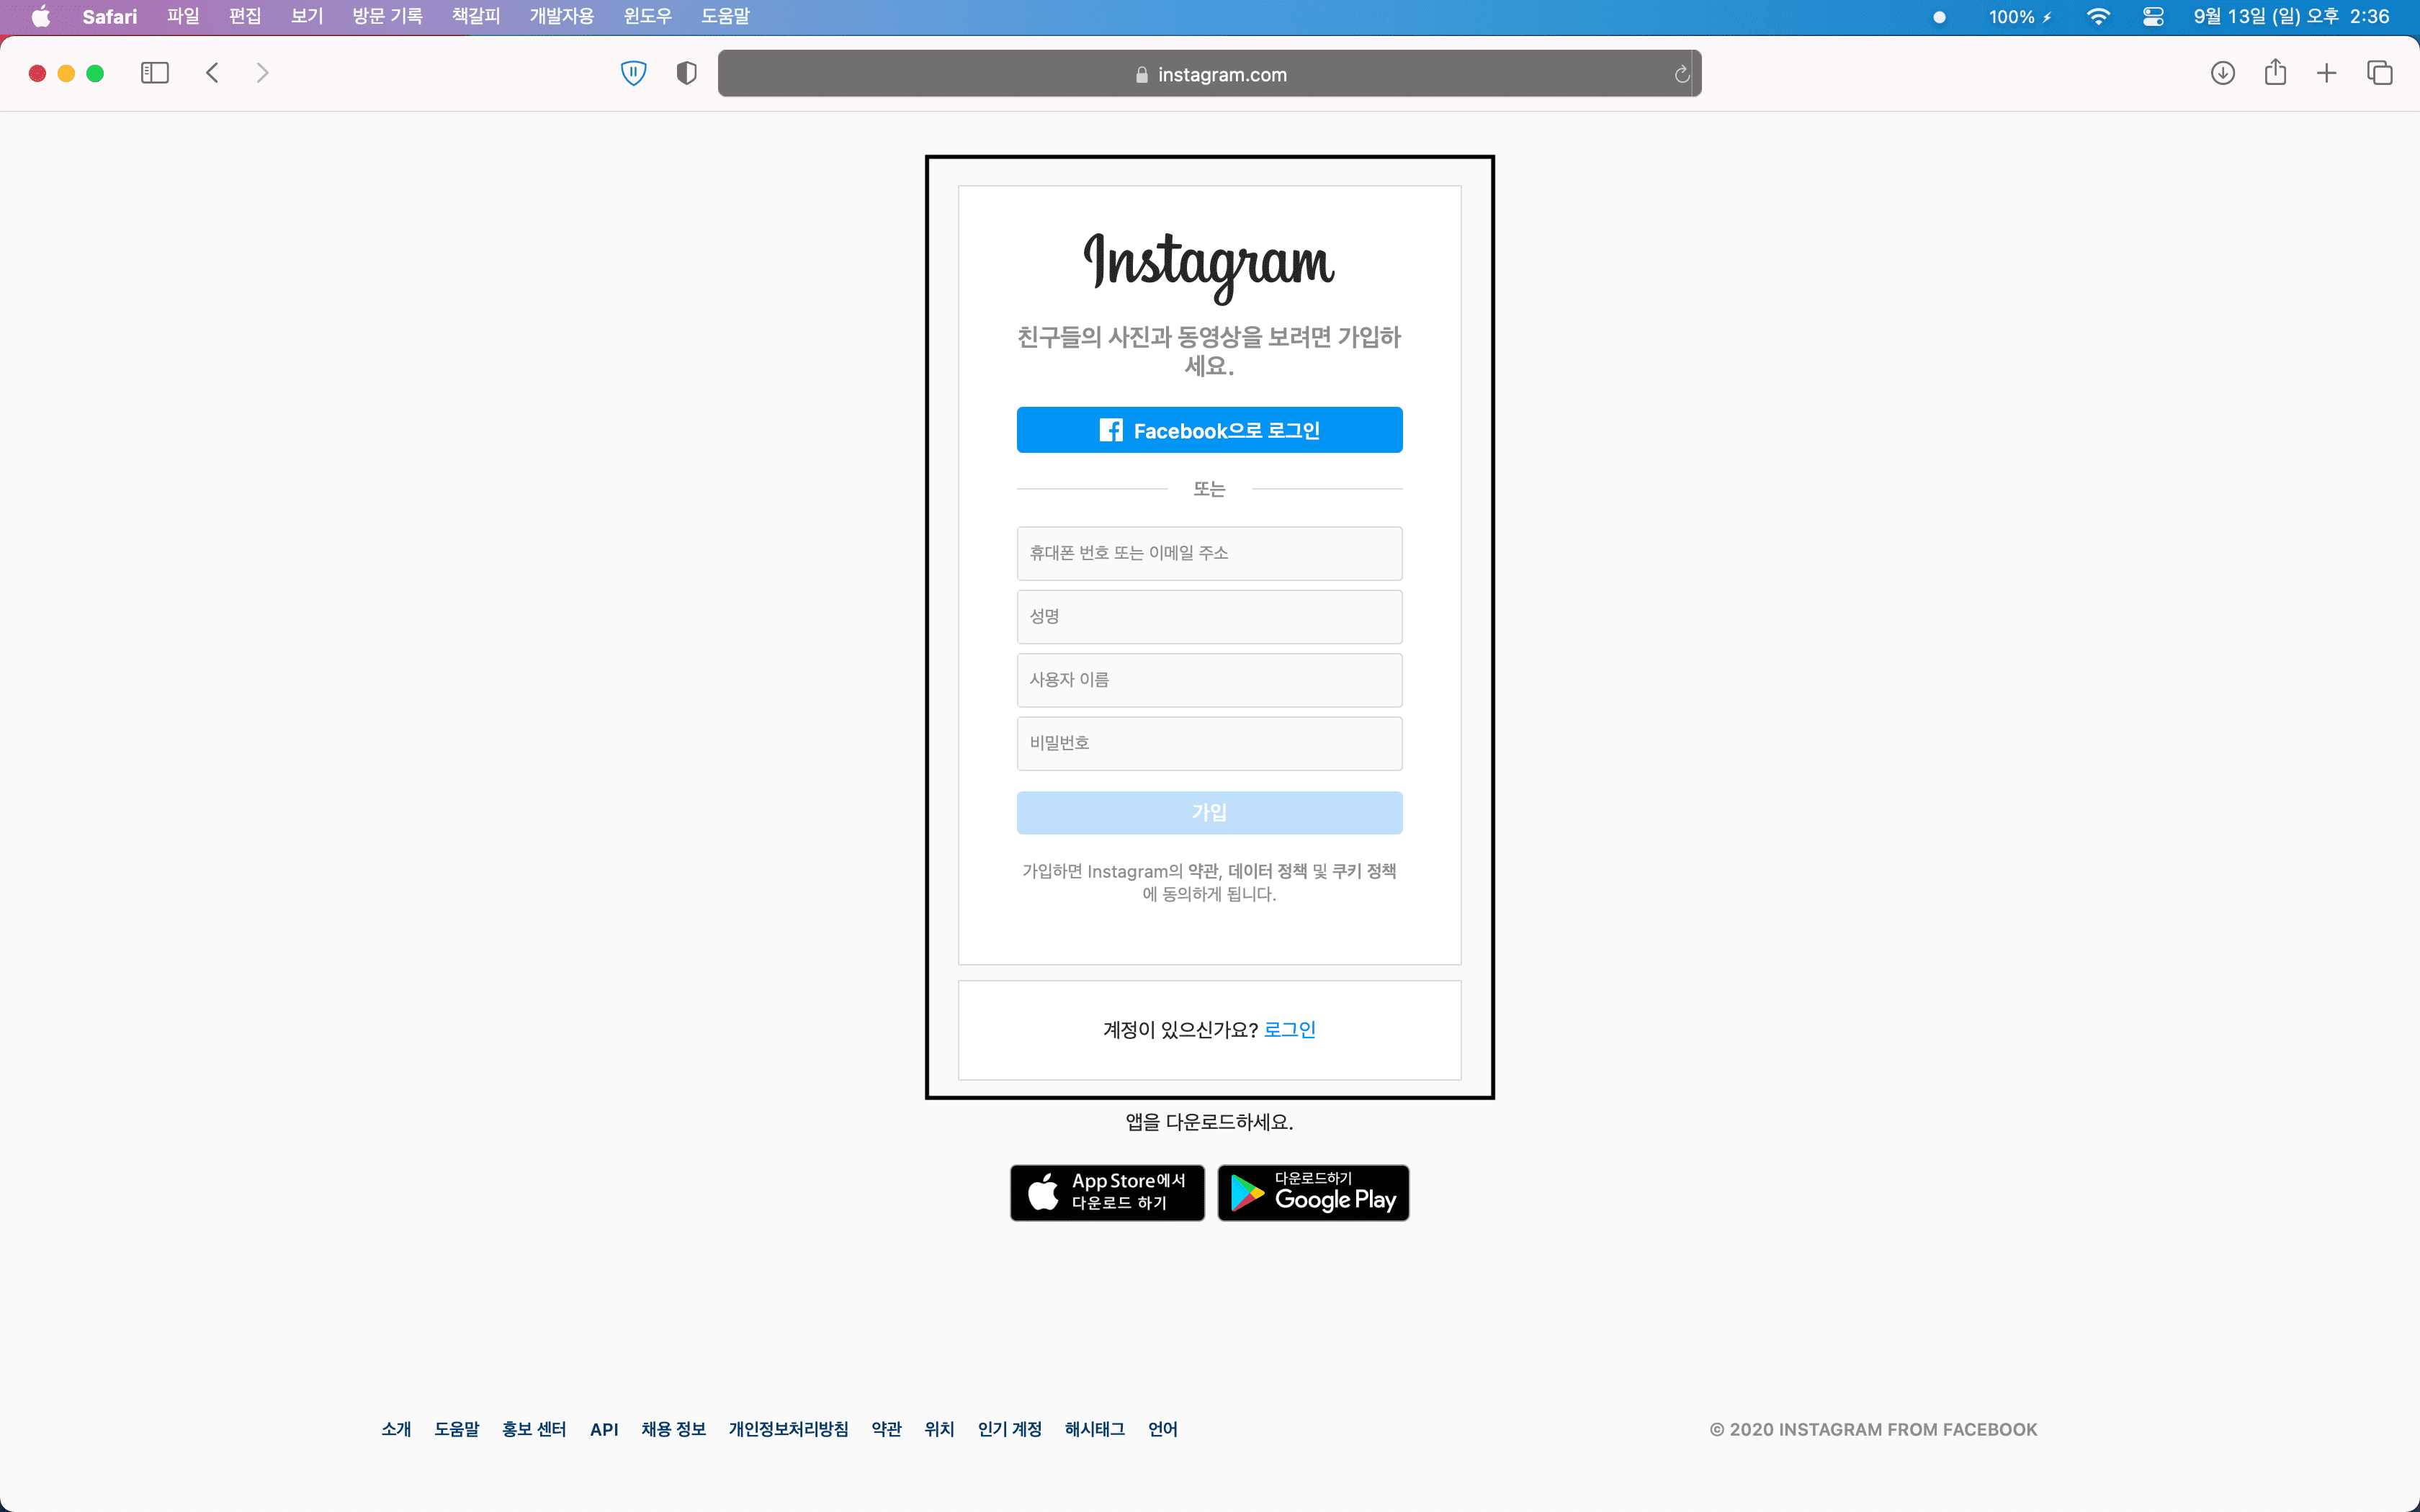 Safari 파일 편집 보기 방문 기록 책갈피 개발자용 윈도우 도움말 100% 9월 13일 (일) 오후 2:36
instagram.com
Instagram
친구들의 사진과 동영상을 보려면 가입하
세요.
Facebook으로 로그인
또는
휴대폰 번호 또는 이메일 주소
성명
사용자 이름
비밀번호
가입
가입하면 Instagram의 약관, 데이터 정책 및 쿠키 정책
에 동의하게 됩니다.
계정이 있으신가요? 로그인
앱을 다운로드하세요.
App Store에서
다운로드 하기
다운로드하기
Google Play
소개 도움말 홍보 센터 API 채용 정보 개인정보처리방침 약관 위치 인기 계정 해시태그 언어
© 2020 INSTAGRAM FROM FACEBOOK